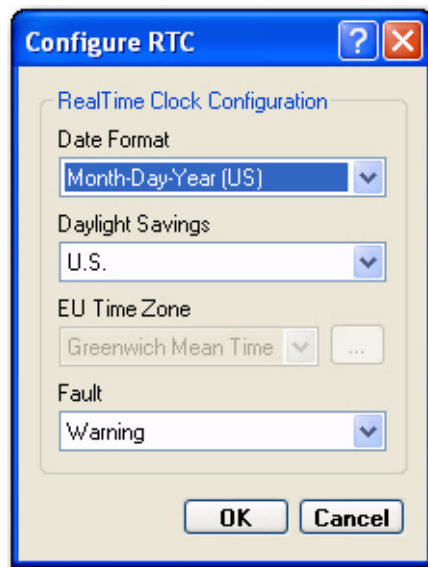 Configure RTC
?
RealTime Clock Configuration
Date Format
Month-Day-Year (US)
Daylight Savings
U.S.
EU Time Zone
Greenwich Mean Time
...
Fault
Warning
OK Cancel